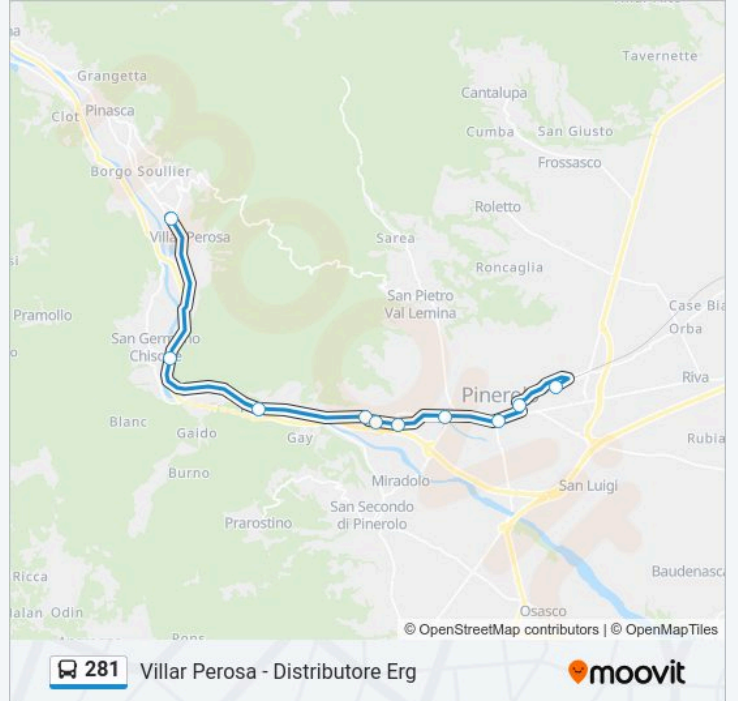 Tavernette
Grangetta
Cantalupa
Clot
Pinasca
Cumba
San Giusto
Frossasco
Borgo Soullier
Roletto
Villar Perosa
Sarea
Roncaglia
San Pietro
Val Lemina
Case Bia
Pramollo
Orba
San Germano
Chisone
Riva
Pinerolo
Blanc
Gaido
Gay
Rubia
Burno
Miradolo
San Luigi
San Secondo
di Pinerolo
Prarostino
Ricca
Baudenasca
Osasco
lalan Odin
© OpenStreetMap contributors | © OpenMapTiles
281 Villar Perosa - Distributore Erg
moovit